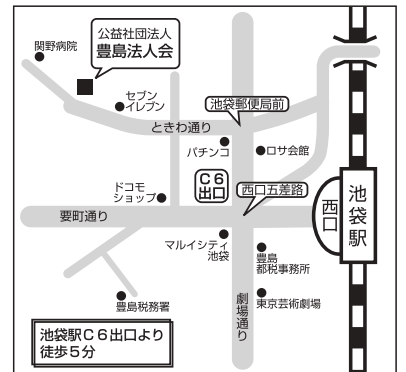 公益社団法人
豊島法人会
関野病院
セブン
イレブン
池袋郵便局前
ときわ通り
パチンコ
ロサ会館
C6
出口
西口五差路
ドコモ
ショップ
要町通り
西口
池袋駅
マルイシティ
池袋
豊島
都税事務所
豊島税務署
劇場通り
東京芸術劇場
池袋駅C6出口より
徒歩5分